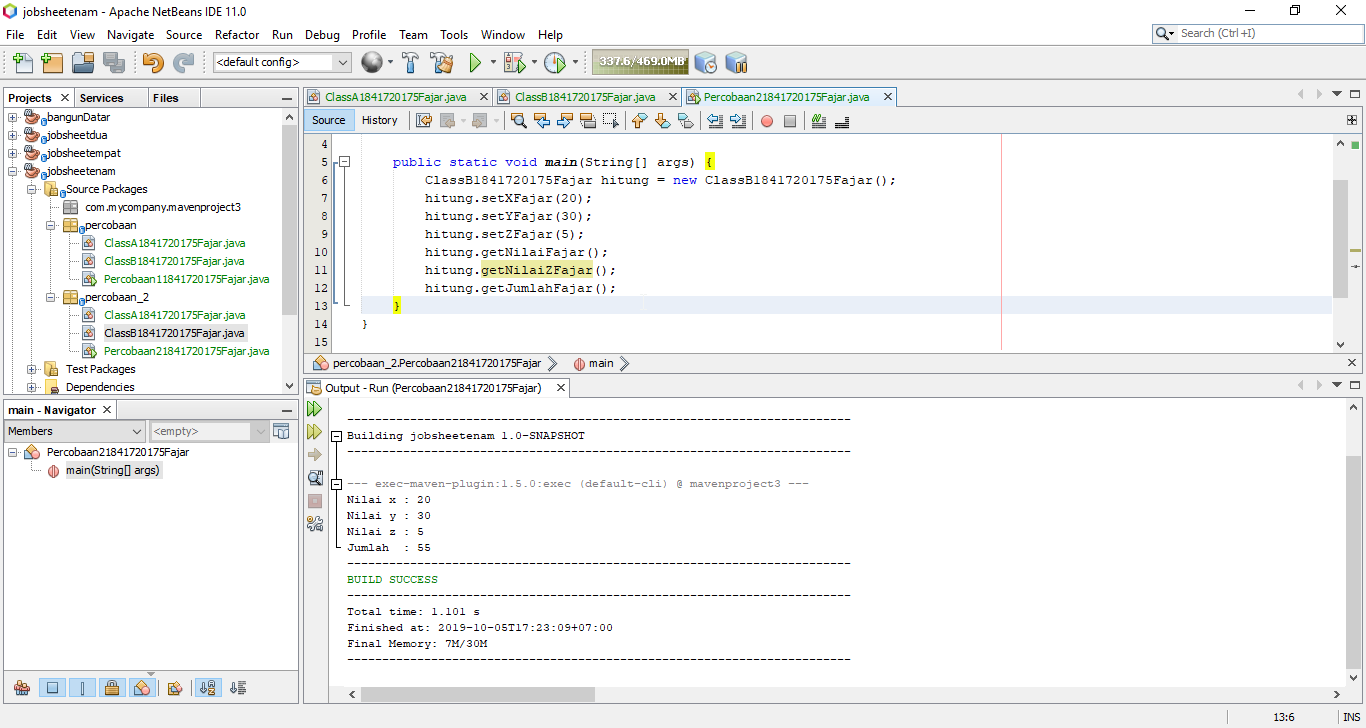 jobsheetenam - Apache NetBeans IDE 11.0
File Edit View Navigate Source Refactor Run Debug Profile Team Tools Window Help
Search (Ctrl+I)
<default config>
337.6/469.0MB
Projects Services Files
bangunDatar
jobsheetdua
jobsheetempat
jobsheetenam
Source Packages
com.mycompany.mavenproject3
percobaan
ClassA1841720175Fajar.java
ClassB1841720175Fajar.java
Percobaan11841720175Fajar.java
percobaan_2
ClassA1841720175Fajar.java
ClassB1841720175Fajar.java
Percobaan21841720175Fajar.java
Test Packages
Dependencies
main - Navigator
Members <empty>
Percobaan21841720175Fajar
main(String[] args)
ClassA1841720175Fajar.java ClassB1841720175Fajar.java Percobaan21841720175Fajar.java
Source History
4
5 public static void main(String[] args) {
6 ClassB1841720175Fajar hitung = new ClassB1841720175Fajar();
7 hitung.setXFajar(20);
8 hitung.setYFajar(30);
9 hitung.setZFajar(5);
10 hitung.getNilaiFajar();
11 hitung.getNilaiZFajar();
12 hitung.getJumlahFajar();
13 }
14 }
15
percobaan_2.Percobaan21841720175Fajar main
Output - Run (Percobaan21841720175Fajar)
------------------------------------------------------------------------
Building jobsheetenam 1.0-SNAPSHOT
------------------------------------------------------------------------
--- exec-maven-plugin:1.5.0:exec (default-cli) @ mavenproject3 ---
Nilai x : 20
Nilai y : 30
Nilai z : 5
Jumlah  : 55
------------------------------------------------------------------------
BUILD SUCCESS
------------------------------------------------------------------------
Total time: 1.101 s
Finished at: 2019-10-05T17:23:09+07:00
Final Memory: 7M/30M
------------------------------------------------------------------------
13:6 INS